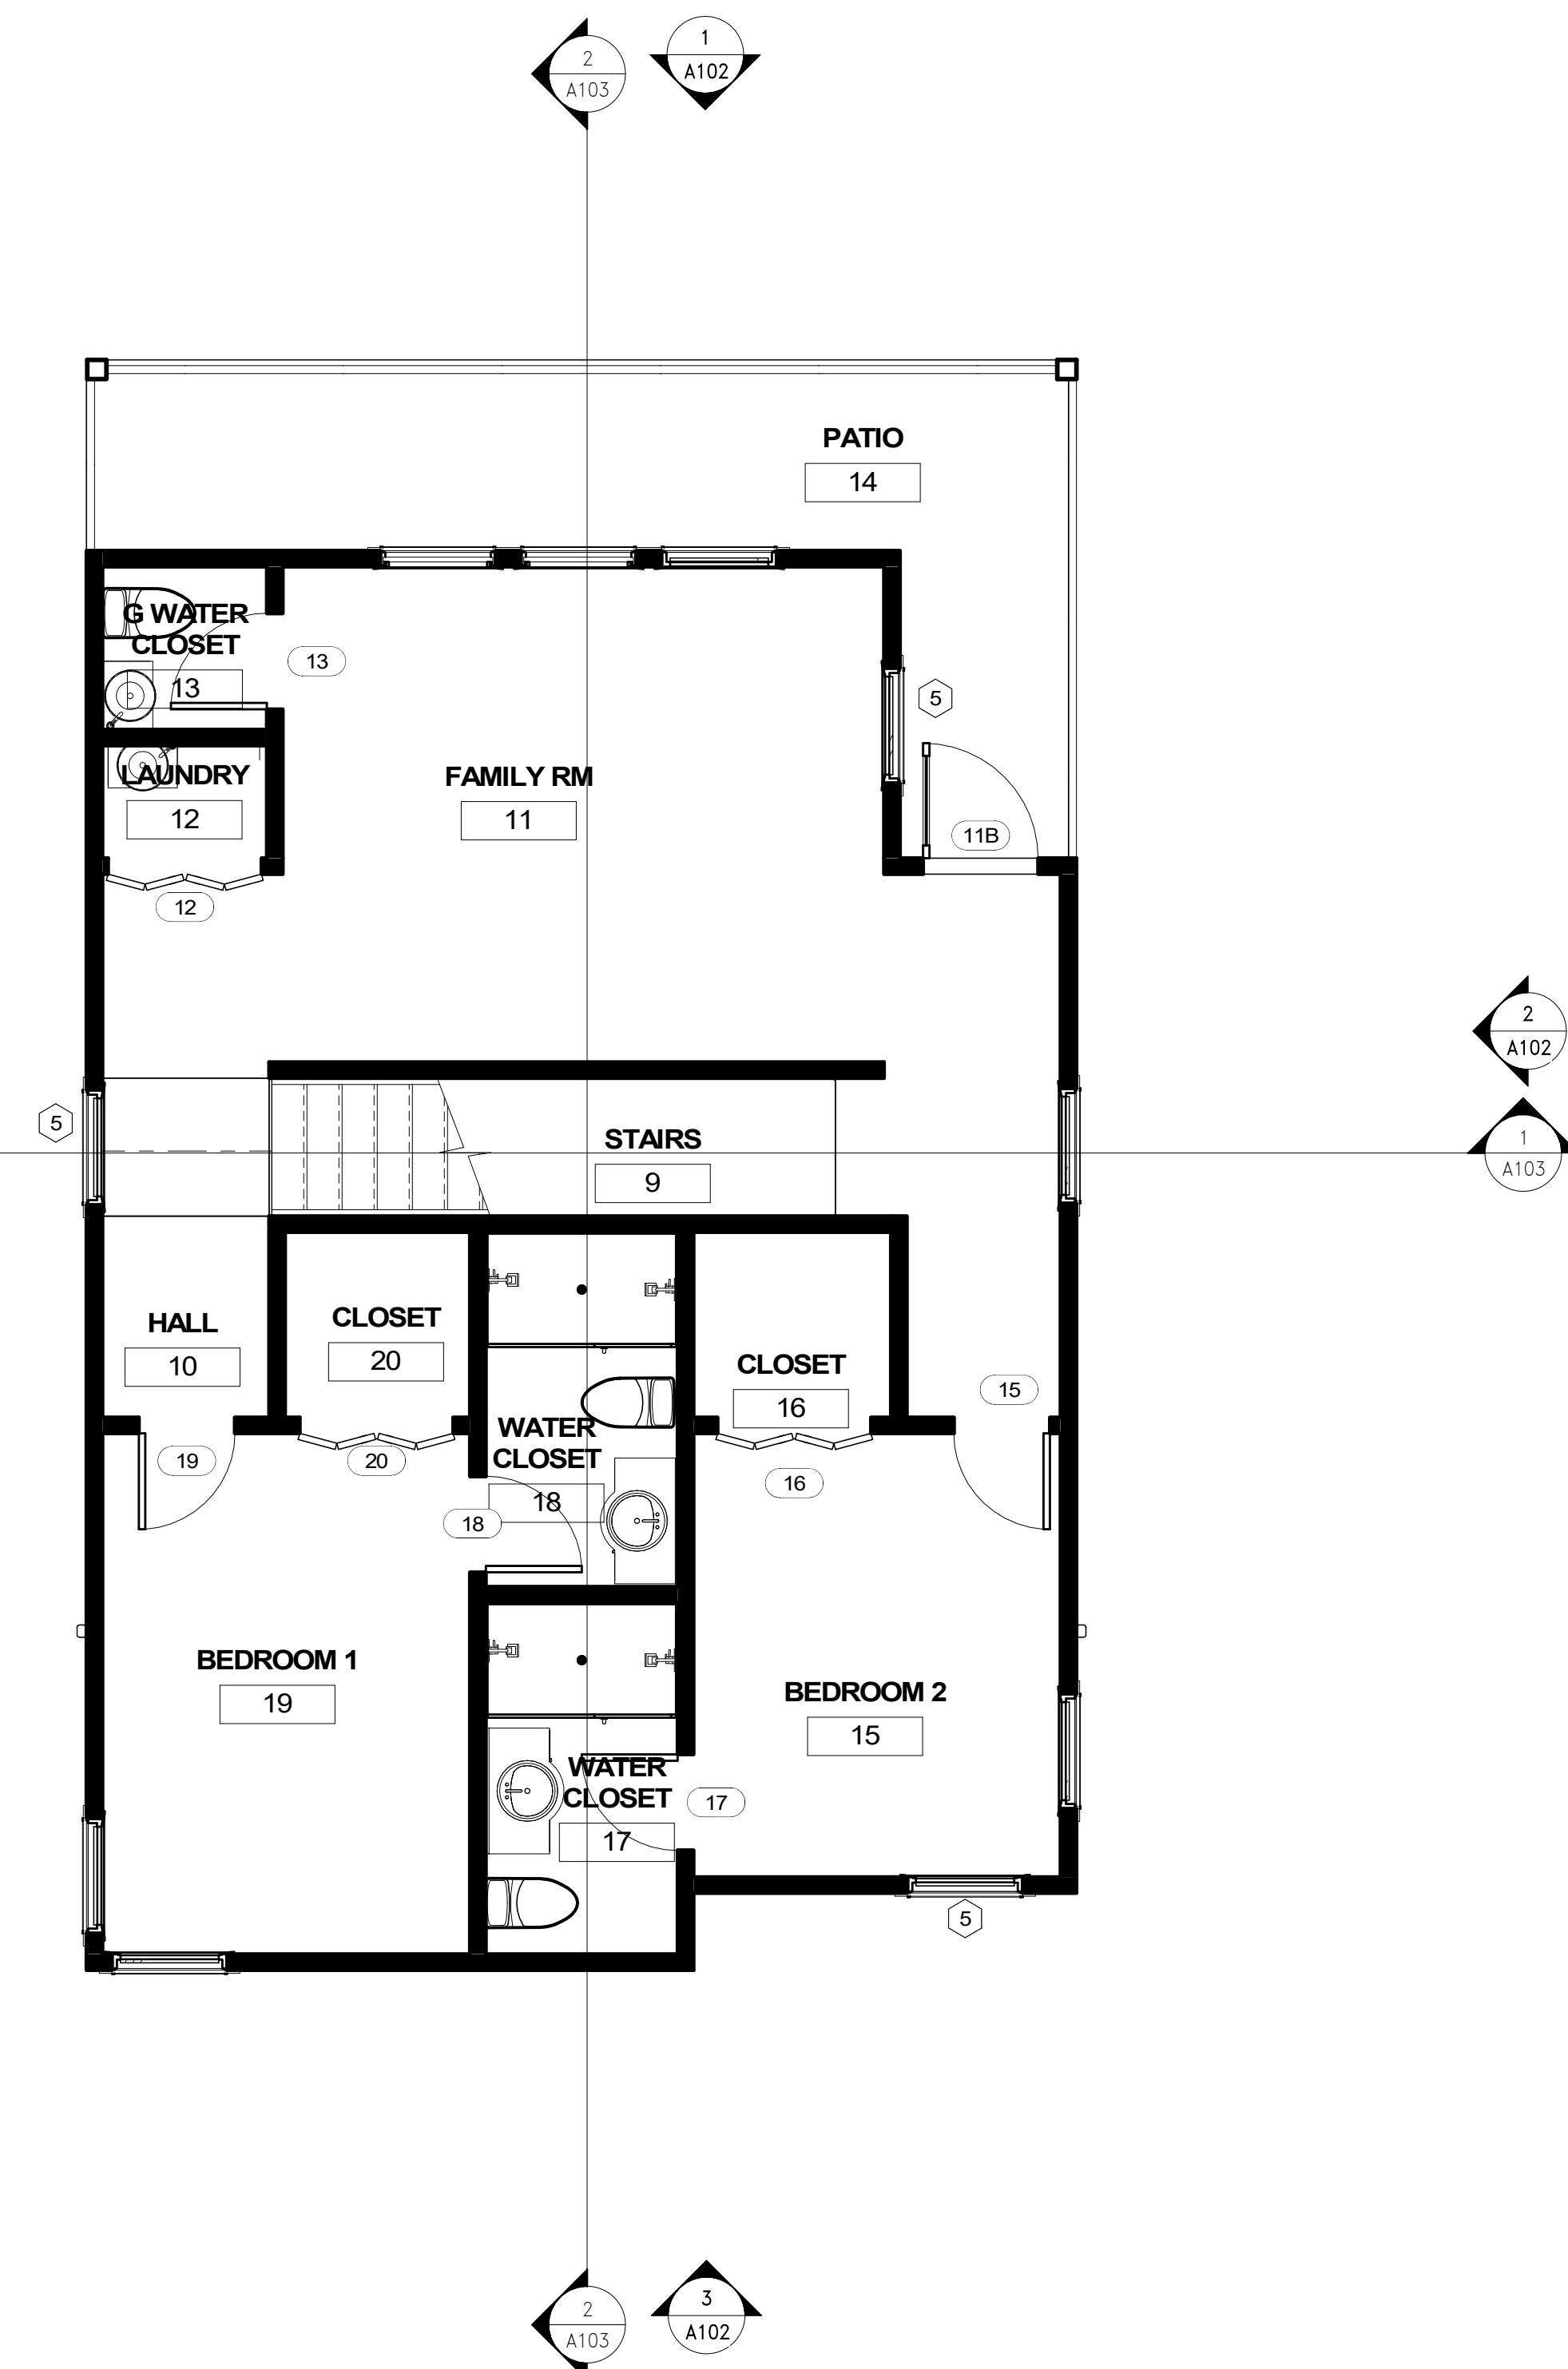 2
A103
1
A102
PATIO
14
G WATER
CLOSET
13
13
5
LAUNDRY
12
FAMILY RM
11
11B
12
2
A102
5
STAIRS
9
1
A103
HALL
10
CLOSET
20
CLOSET
16
15
WATER
CLOSET
18
19
20
16
18
BEDROOM 1
19
BEDROOM 2
15
WATER
CLOSET
17
17
5
2
A103
3
A102